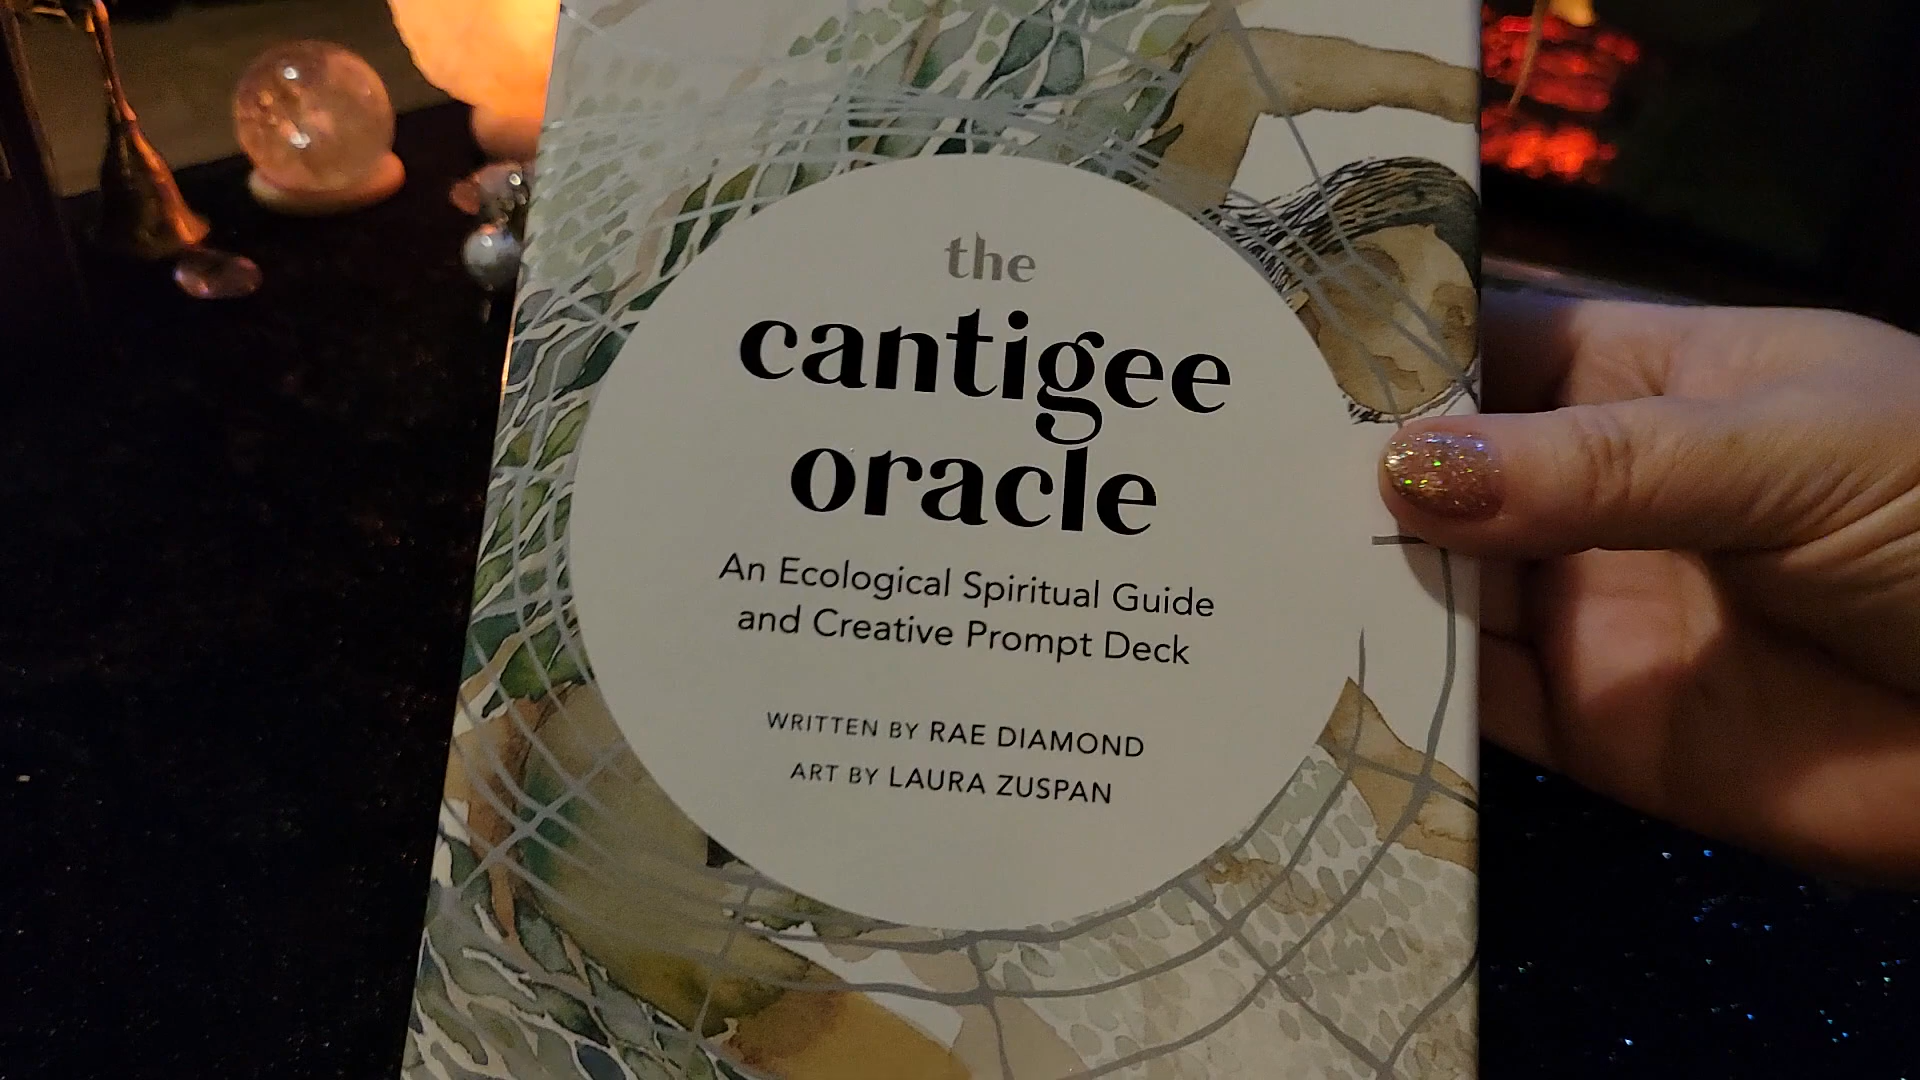 the
cantigee
oracle
An Ecological Spiritual Guide
and Creative Prompt Deck
WRITTEN BY RAE DIAMOND
ART BY LAURA ZUSPAN